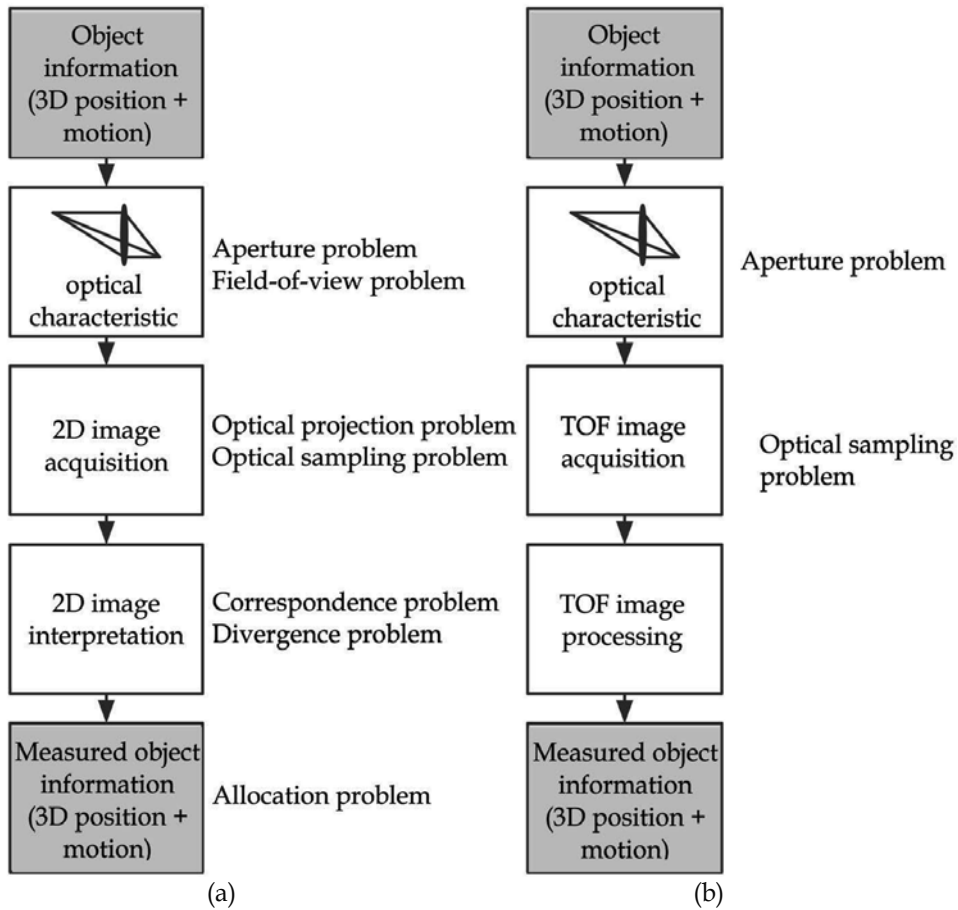 Object
information
(3D position +
motion)
optical
characteristic
Aperture problem
Field-of-view problem
2D image
acquisition
Optical projection problem
Optical sampling problem
2D image
interpretation
Correspondence problem
Divergence problem
Measured object
information
(3D position +
motion)
Allocation problem
(a)
Object
information
(3D position +
motion)
optical
characteristic
Aperture problem
TOF image
acquisition
Optical sampling
problem
TOF image
processing
Measured object
information
(3D position +
motion)
(b)